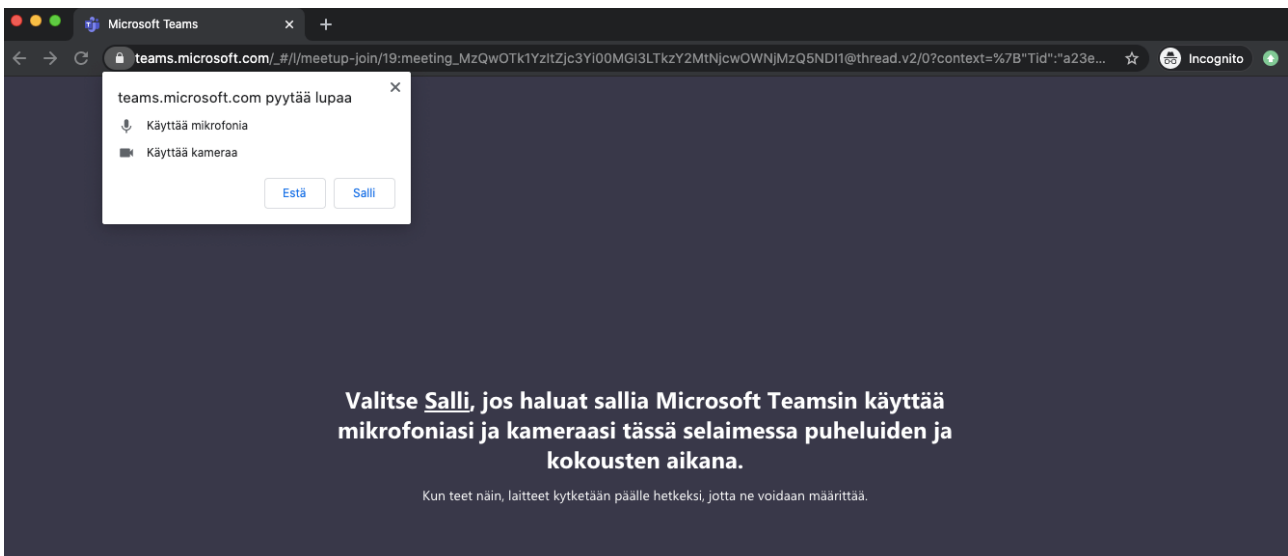 Microsoft Teams
teams.microsoft.com/_#/l/meetup-join/19:meeting_MzQwOTk1YzItZjc3Yi00MGI3LTkzY2MtNjcwOWNjMzQ5NDI1@thread.v2/0?context=%7B"Tid":"a23e...
Incognito
teams.microsoft.com pyytää lupaa
Käyttää mikrofonia
Käyttää kameraa
Estä
Salli
Valitse Salli, jos haluat sallia Microsoft Teamsin käyttää
mikrofoniasi ja kameraasi tässä selaimessa puheluiden ja
kokousten aikana.
Kun teet näin, laitteet kytketään päälle hetkeksi, jotta ne voidaan määrittää.